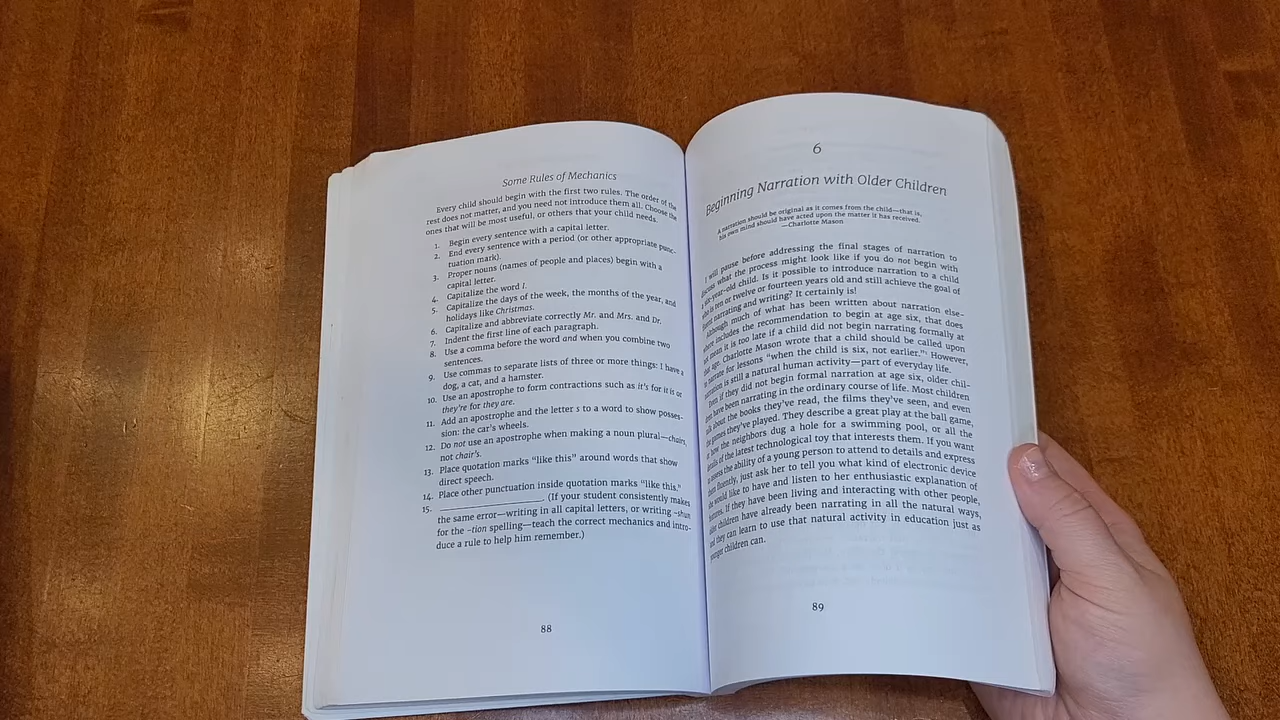 Some Rules of Mechanics
Every child should begin with the first two rules. The order of the
rest does not matter, and you need not introduce them all. Choose the
ones that will be most useful, or others that your child needs.
1. Begin every sentence with a capital letter.
2. End every sentence with a period (or other appropriate punc-
tuation mark).
3. Proper nouns (names of people and places) begin with a
capital letter.
4. Capitalize the word I.
5. Capitalize the days of the week, the months of the year, and
holidays like Christmas.
6. Capitalize and abbreviate correctly Mr. and Mrs. and Dr.
7. Indent the first line of each paragraph.
8. Use a comma before the word and when you combine two
sentences.
9. Use commas to separate lists of three or more things: I have a
dog, a cat, and a hamster.
10. Use an apostrophe to form contractions such as it's for it is or
they're for they are.
11. Add an apostrophe and the letter s to a word to show posses-
sion: the car's wheels.
12. Do not use an apostrophe when making a noun plural—chairs,
not chair's.
13. Place quotation marks "like this" around words that show
direct speech.
14. Place other punctuation inside quotation marks "like this."
15. ____________________. (If your student consistently makes
the same error—writing in all capital letters, or writing -shun
for the -tion spelling—teach the correct mechanics and intro-
duce a rule to help him remember.)
88
6
Beginning Narration with Older Children
A narration should be original as it comes from the child—that is,
his own mind should have acted upon the matter it has received.
—Charlotte Mason
I will pause before addressing the final stages of narration to
discuss what the process might look like if you do not begin with
a six-year-old child. Is it possible to introduce narration to a child
who is ten or twelve or fourteen years old and still achieve the goal of
fluent narrating and writing? It certainly is!
Although much of what has been written about narration else-
where includes the recommendation to begin at age six, that does
not mean it is too late if a child did not begin narrating formally at
that age. Charlotte Mason wrote that a child should be called upon
to narrate for lessons "when the child is six, not earlier." However,
narration is still a natural human activity—part of everyday life.
Even if they did not begin formal narration at age six, older chil-
dren have been narrating in the ordinary course of life. Most children
talk about the books they've read, the films they've seen, and even
the games they've played. They describe a great play at the ball game,
or how the neighbors dug a hole for a swimming pool, or all the
details of the latest technological toy that interests them. If you want
to assess the ability of a young person to attend to details and express
them fluently, just ask her to tell you what kind of electronic device
she would like to have and listen to her enthusiastic explanation of
features. If they have been living and interacting with other people,
older children have already been narrating in all the natural ways,
and they can learn to use that natural activity in education just as
younger children can.
89